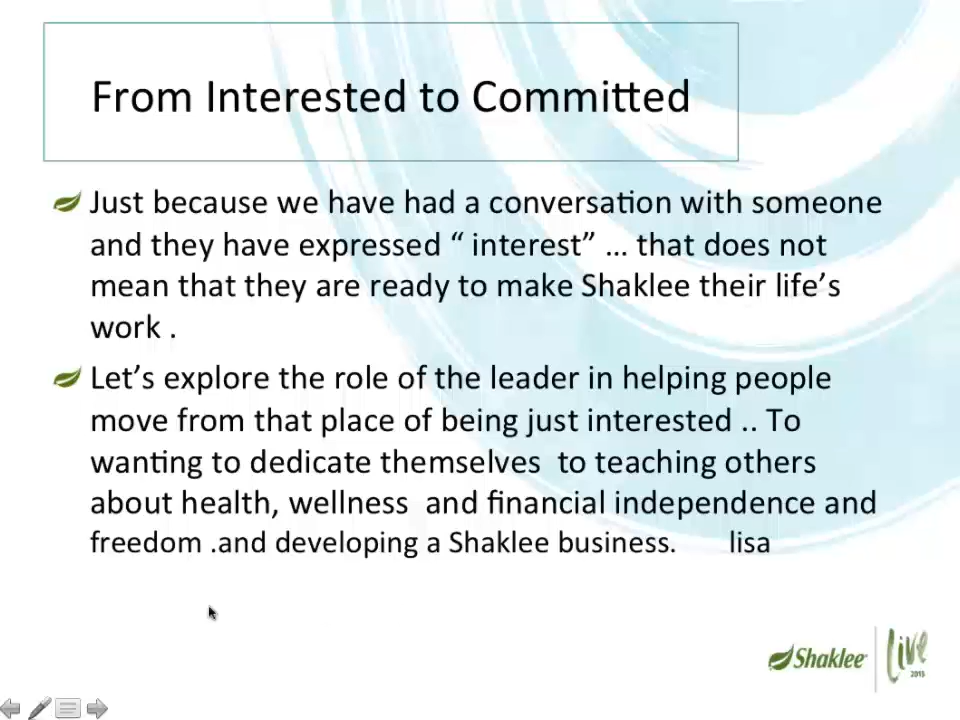 From Interested to Committed
Just because we have had a conversation with someone
and they have expressed “ interest” … that does not
mean that they are ready to make Shaklee their life’s
work .
Let’s explore the role of the leader in helping people
move from that place of being just interested .. To
wanting to dedicate themselves  to teaching others
about health, wellness  and financial independence and
freedom .and developing a Shaklee business.       lisa
Shaklee
Live
2015